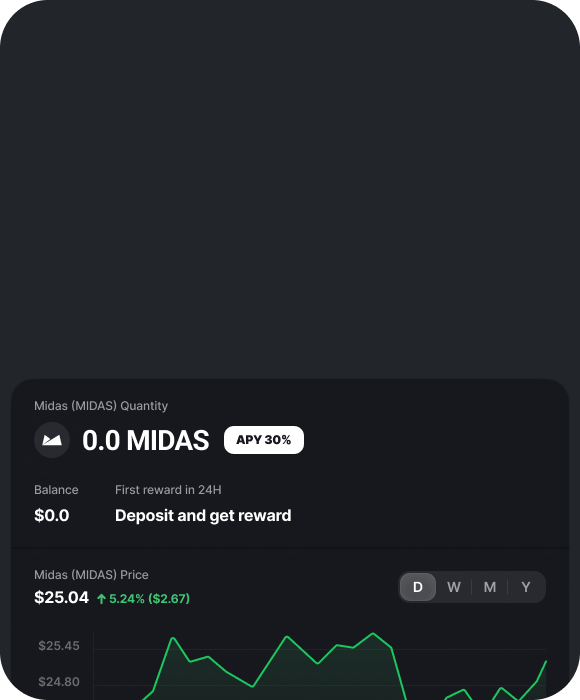 Midas (MIDAS) Quantity
0.0 MIDAS APY 30%
Balance First reward in 24H
$0.0 Deposit and get reward
Midas (MIDAS) Price
$25.04 ↑ 5.24% ($2.67)
D W M Y
$25.45
$24.80